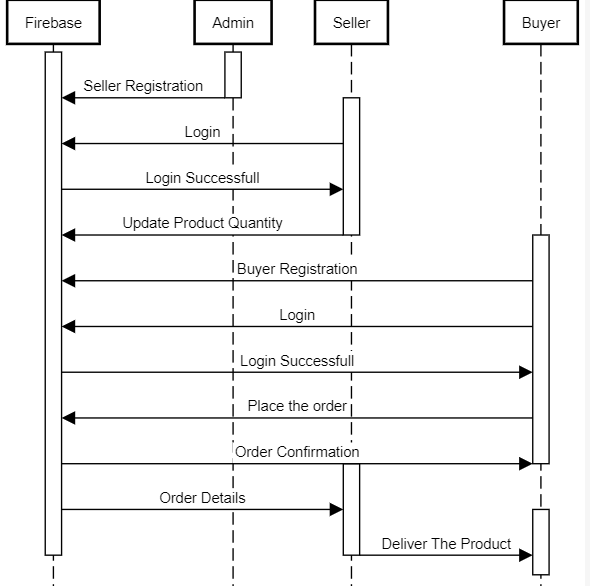 Firebase
Admin
Seller
Buyer
Seller Registration
Login
Login Successfull
Update Product Quantity
Buyer Registration
Login
Login Successfull
Place the order
Order Confirmation
Order Details
Deliver The Product